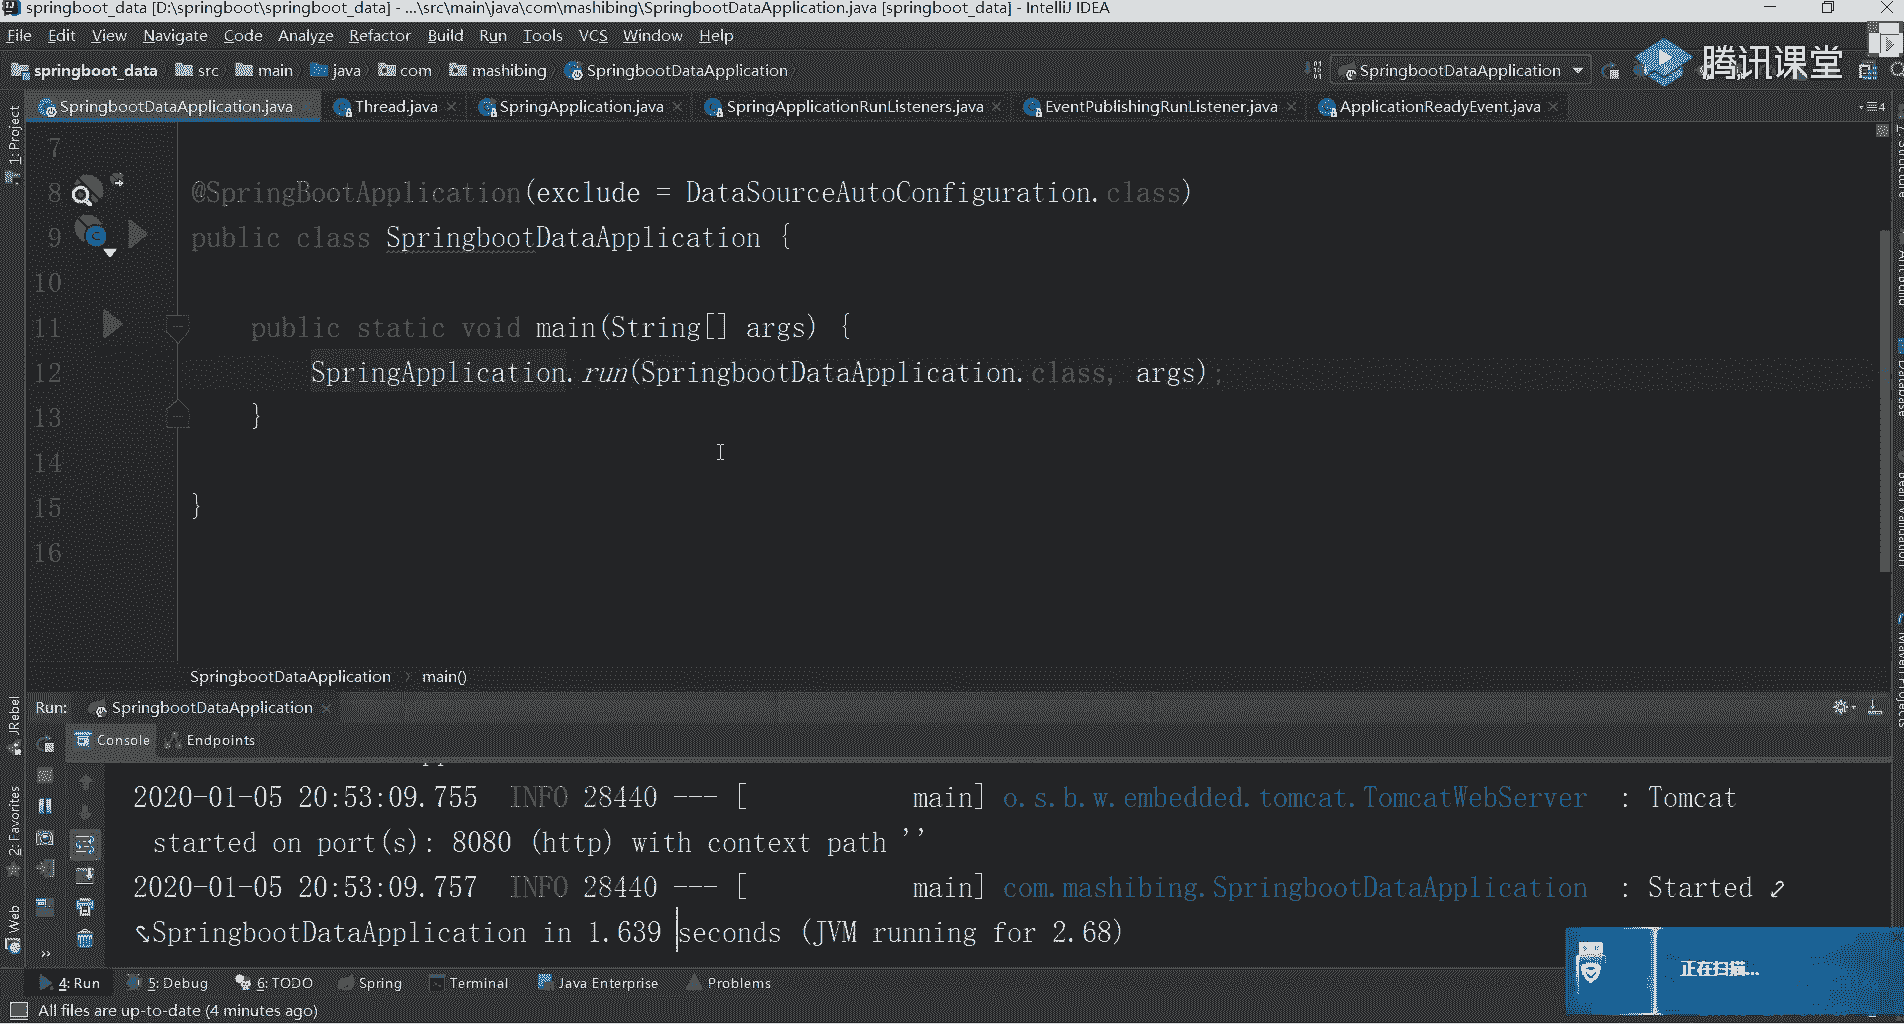 springboot_data [D:\springboot\springboot_data] - ...\src\main\java\com\mashibing\SpringbootDataApplication.java [springboot_data] - IntelliJ IDEA
File Edit View Navigate Code Analyze Refactor Build Run Tools VCS Window Help
springboot_data src main java com mashibing SpringbootDataApplication SpringbootDataApplication 腾讯课堂
SpringbootDataApplication.java Thread.java SpringApplication.java SpringApplicationRunListeners.java EventPublishingRunListener.java ApplicationReadyEvent.java 4
1: Project
7
8 @SpringBootApplication(exclude = DataSourceAutoConfiguration.class)
9 public class SpringbootDataApplication {
10
11 public static void main(String[] args) {
12 SpringApplication.run(SpringbootDataApplication.class, args);
13 }
14
15 }
16
SpringbootDataApplication main()
Run: SpringbootDataApplication
Console Endpoints
JRebel
2: Favorites
Web
2020-01-05 20:53:09.755 INFO 28440 --- [ main] o.s.b.w.embedded.tomcat.TomcatWebServer : Tomcat
started on port(s): 8080 (http) with context path ''
2020-01-05 20:53:09.757 INFO 28440 --- [ main] com.mashibing.SpringbootDataApplication : Started
SpringbootDataApplication in 1.639 seconds (JVM running for 2.68)
正在扫描...
4: Run 5: Debug 6: TODO Spring Terminal Java Enterprise Problems
All files are up-to-date (4 minutes ago)